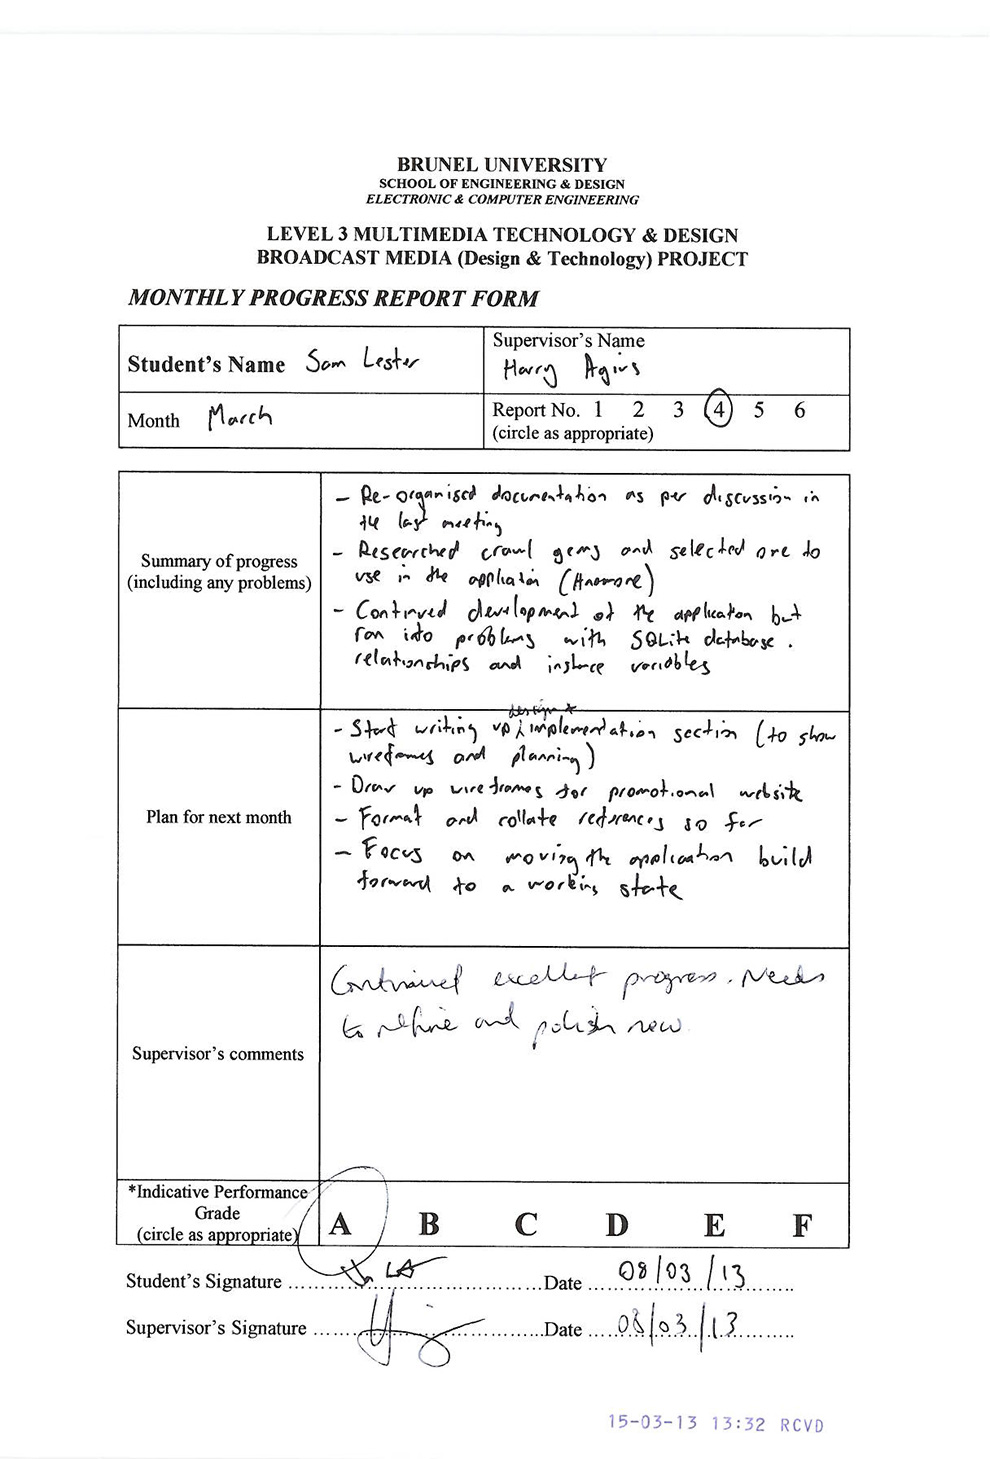 BRUNEL UNIVERSITY
SCHOOL OF ENGINEERING & DESIGN
ELECTRONIC & COMPUTER ENGINEERING
LEVEL 3 MULTIMEDIA TECHNOLOGY & DESIGN
BROADCAST MEDIA (Design & Technology) PROJECT
MONTHLY PROGRESS REPORT FORM
Student's Name Sam Lester
Supervisor's Name
Harry Agius
Month March
Report No. 1 2 3 4 5 6
(circle as appropriate)
Summary of progress
(including any problems)
- Re-organised documentation as per discussion in
the last meeting
- Researched crawl gems and selected one to
use in the application (Anemone)
- Continued development of the application but
ran into problems with SQLite database.
relationships and instance variables
Plan for next month
design +
- Start writing up implementation section (to show
wireframes and planning)
- Draw up wireframes for promotional website
- Format and collate references so far
- Focus on moving the application build
forward to a working state
Supervisor's comments
Continued excellent progress. Needs
to refine and polish now.
*Indicative Performance
Grade
(circle as appropriate)
A B C D E F
Student's Signature ........ Date 08/03/13
Supervisor's Signature ........ Date 08/03/13
15-03-13 13:32 RCVD